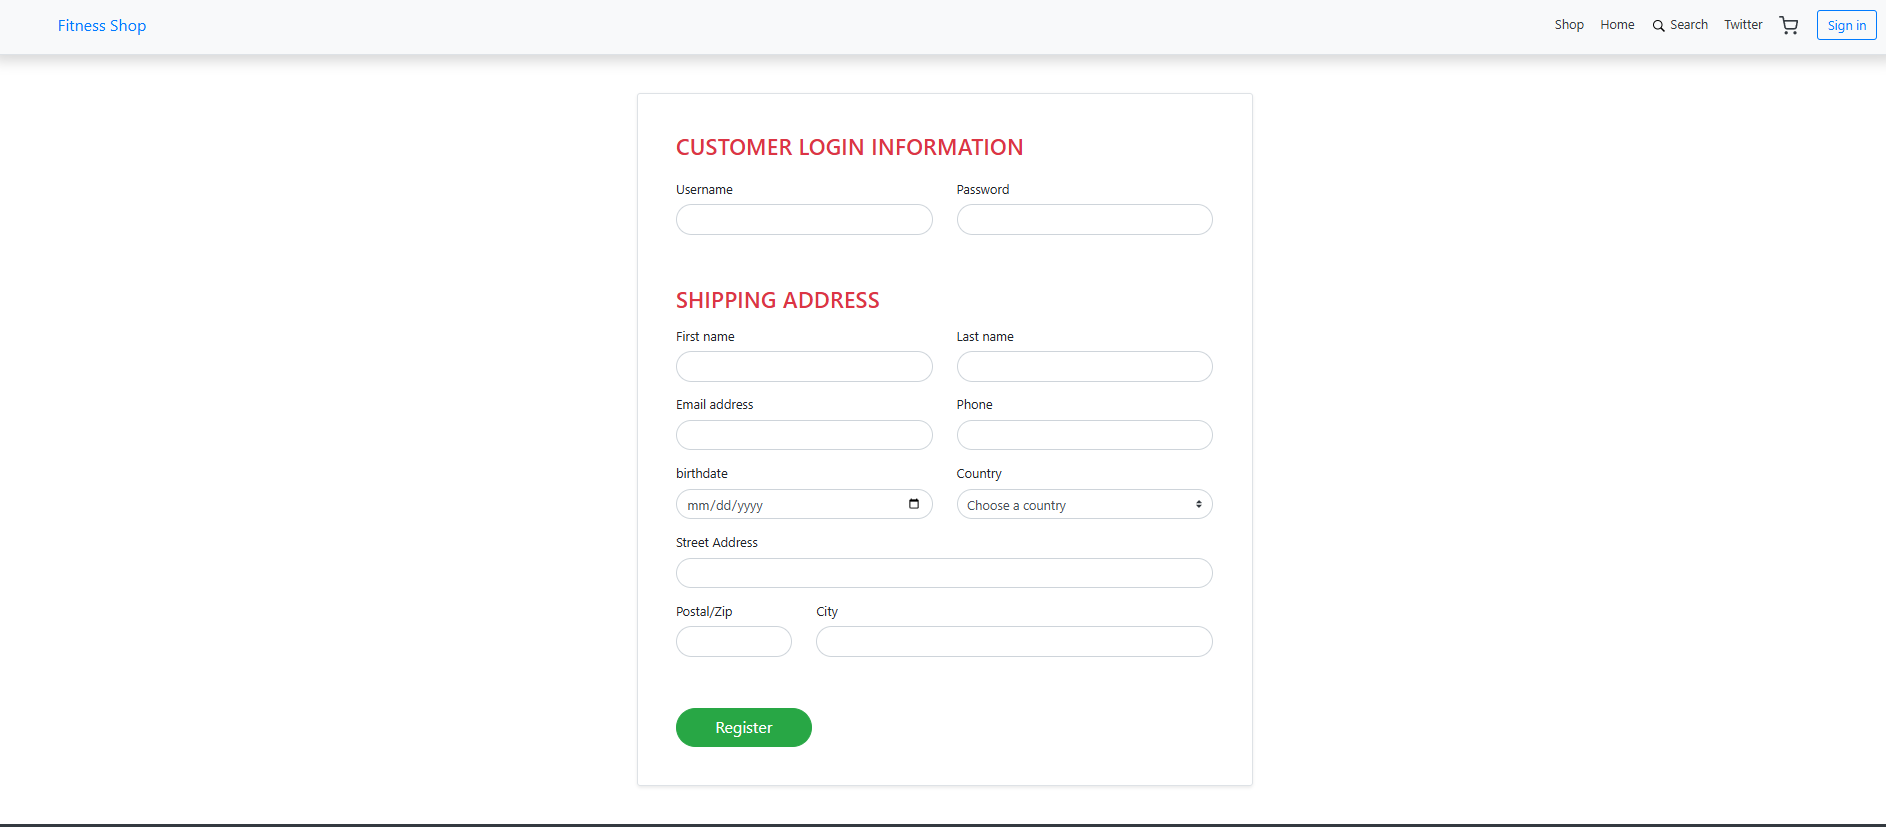 Fitness Shop Shop Home Search Twitter Sign in
CUSTOMER LOGIN INFORMATION
Username Password
SHIPPING ADDRESS
First name Last name
Email address Phone
birthdate Country
mm/dd/yyyy Choose a country
Street Address
Postal/Zip City
Register